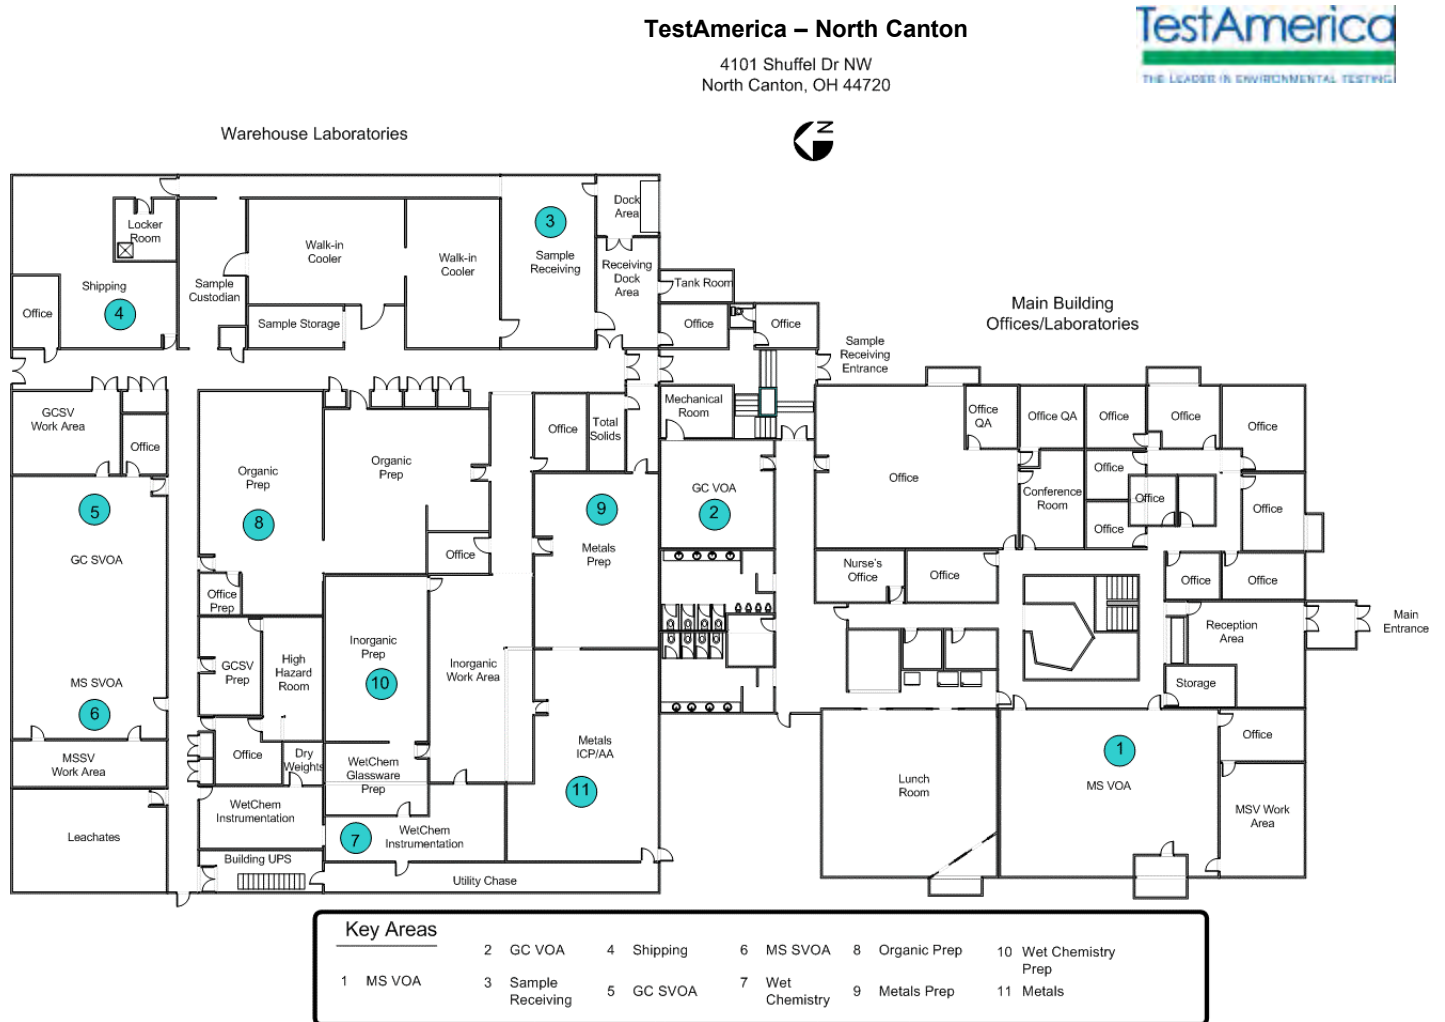 TestAmerica – North Canton
4101 Shuffel Dr NW
North Canton, OH 44720
TestAmerica
THE LEADER IN ENVIRONMENTAL TESTING
Warehouse Laboratories
N
Main Building
Offices/Laboratories
Dock
Area
Locker
Room
3
Sample
Receiving
Walk-in
Cooler
Walk-in
Cooler
Receiving
Dock
Area
Shipping
4
Sample
Custodian
Tank Room
Office
Sample Storage
Office
Office
Sample
Receiving
Entrance
GCSV
Work Area
Office
Mechanical
Room
Office
Total
Solids
Office
QA
Office QA
Office
Office
Office
Organic
Prep
8
Organic
Prep
GC VOA
2
Office
Office
Conference
Room
Office
Office
Office
5
GC SVOA
9
Metals
Prep
Office
Nurse's
Office
Office
Office
Office
Office
Prep
Reception
Area
Main
Entrance
GCSV
Prep
High
Hazard
Room
Inorganic
Prep
10
Inorganic
Work Area
MS SVOA
6
Storage
MSSV
Work Area
Office
Dry
Weights
WetChem
Glassware
Prep
Metals
ICP/AA
11
1
MS VOA
Office
Lunch
Room
MSV Work
Area
Leachates
WetChem
Instrumentation
7
WetChem
Instrumentation
Building UPS
Utility Chase
Key Areas
1 MS VOA
2 GC VOA
3 Sample
Receiving
4 Shipping
5 GC SVOA
6 MS SVOA
7 Wet
Chemistry
8 Organic Prep
9 Metals Prep
10 Wet Chemistry
Prep
11 Metals